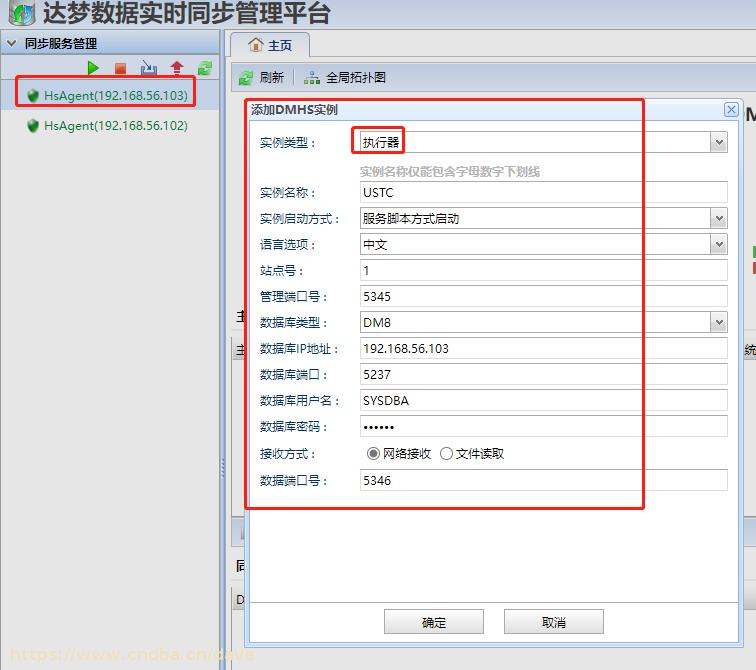 达梦数据实时同步管理平台
同步服务管理
HsAgent(192.168.56.103)
HsAgent(192.168.56.102)
主页
刷新
全局拓扑图
添加DMHS实例
实例类型：
执行器
实例名称仅能包含字母数字下划线
实例名称：
USTC
实例启动方式：
服务脚本方式启动
语言选项：
中文
站点号：
1
管理端口号：
5345
数据库类型：
DM8
数据库IP地址：
192.168.56.103
数据库端口：
5237
数据库用户名：
SYSDBA
数据库密码：
••••••
接收方式：
网络接收
文件读取
数据端口号：
5346
确定
取消
主
主
统
同
D
M
https://www.cndba.cn/dave